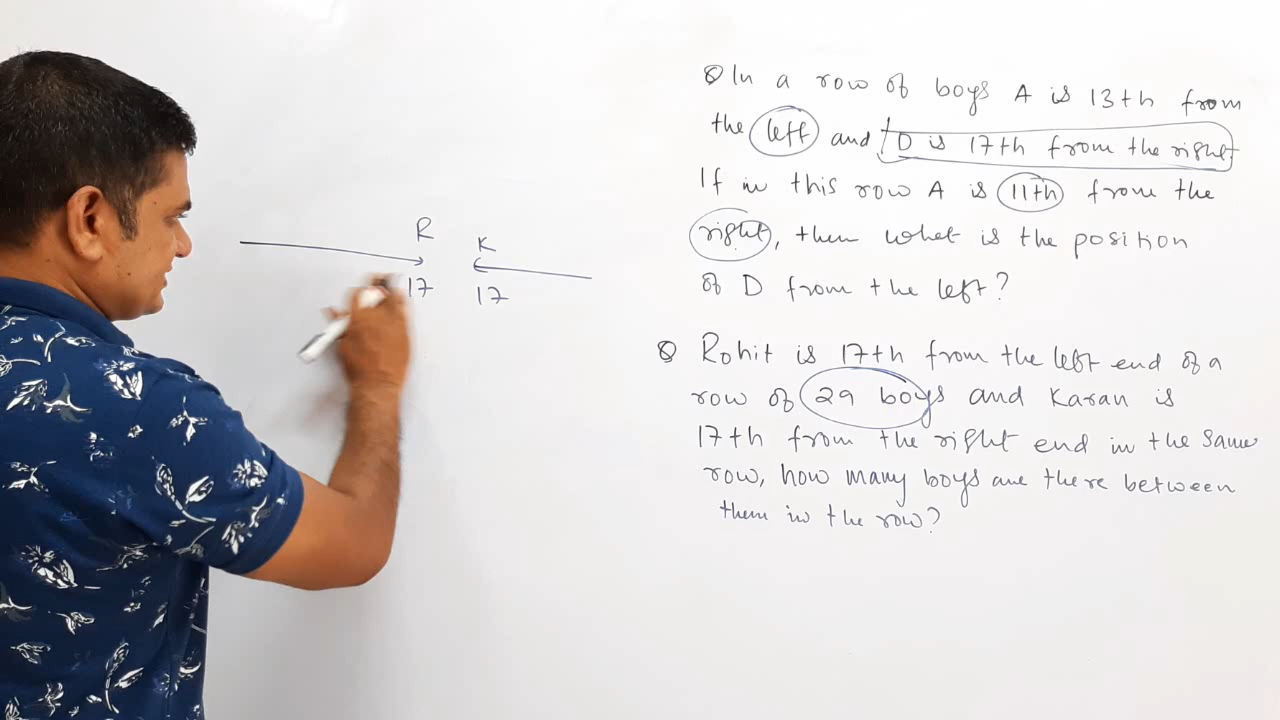 R
K
17
17
Q In a row of boys A is 13th from
the left and D is 17th from the right
If in this row A is 11th from the
right, then what is the position
of D from the left?
Q Rohit is 17th from the left end of a
row of 29 boys and Karan is
17th from the right end in the same
row, how many boys are there between
them in the row?